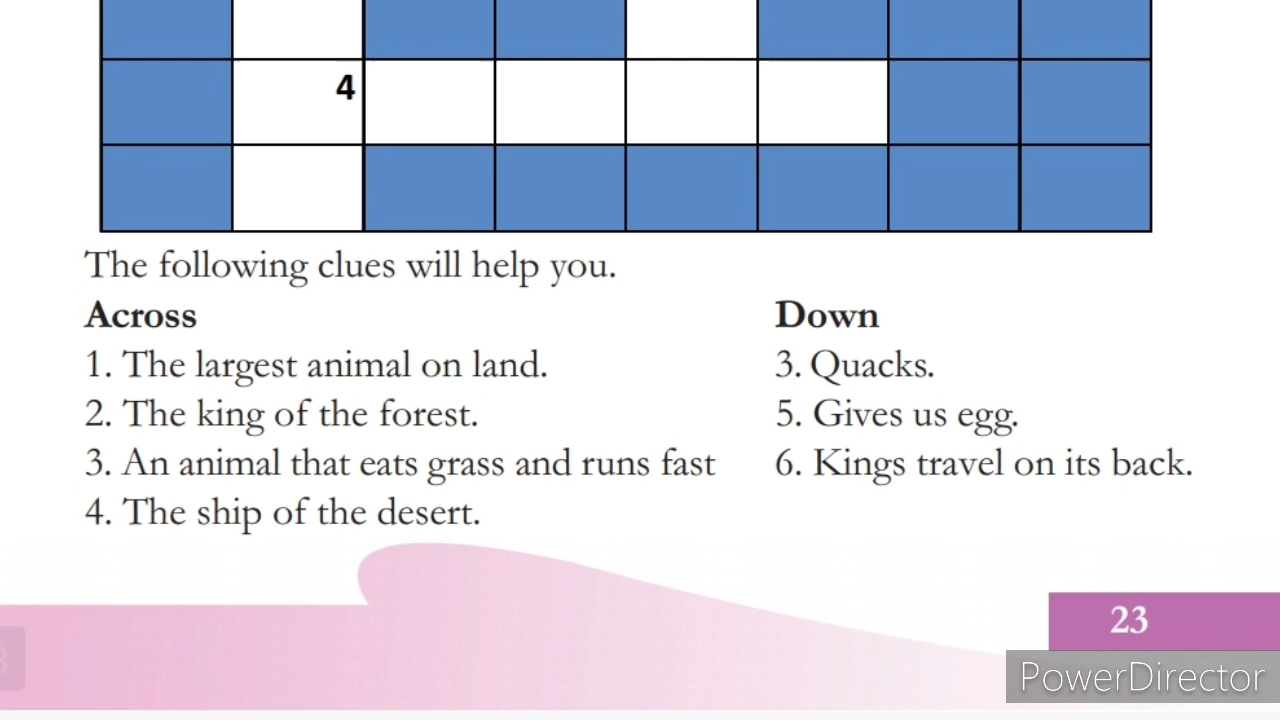 4
The following clues will help you.
Across
1. The largest animal on land.
2. The king of the forest.
3. An animal that eats grass and runs fast
4. The ship of the desert.
Down
3. Quacks.
5. Gives us egg.
6. Kings travel on its back.
23
PowerDirector